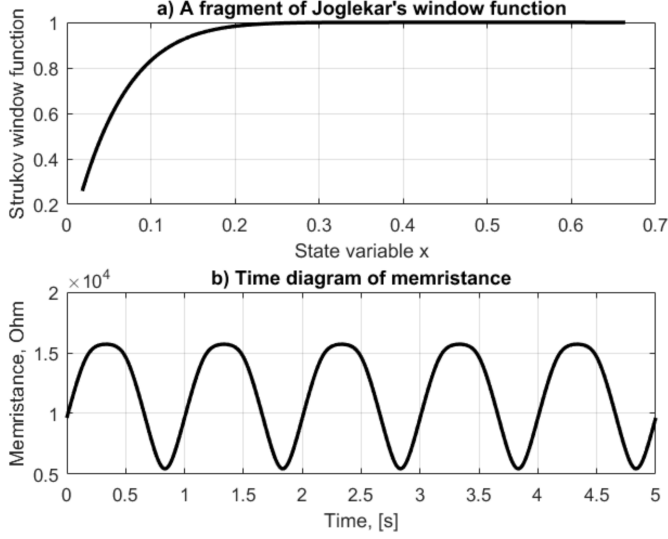 a) A fragment of Joglekar's window function
Strukov window function
1
0.8
0.6
0.4
0.2
0 0.1 0.2 0.3 0.4 0.5 0.6 0.7
State variable x
b) Time diagram of memristance
×10^4
Memristance, Ohm
2
1.5
1
0.5
0 0.5 1 1.5 2 2.5 3 3.5 4 4.5 5
Time, [s]